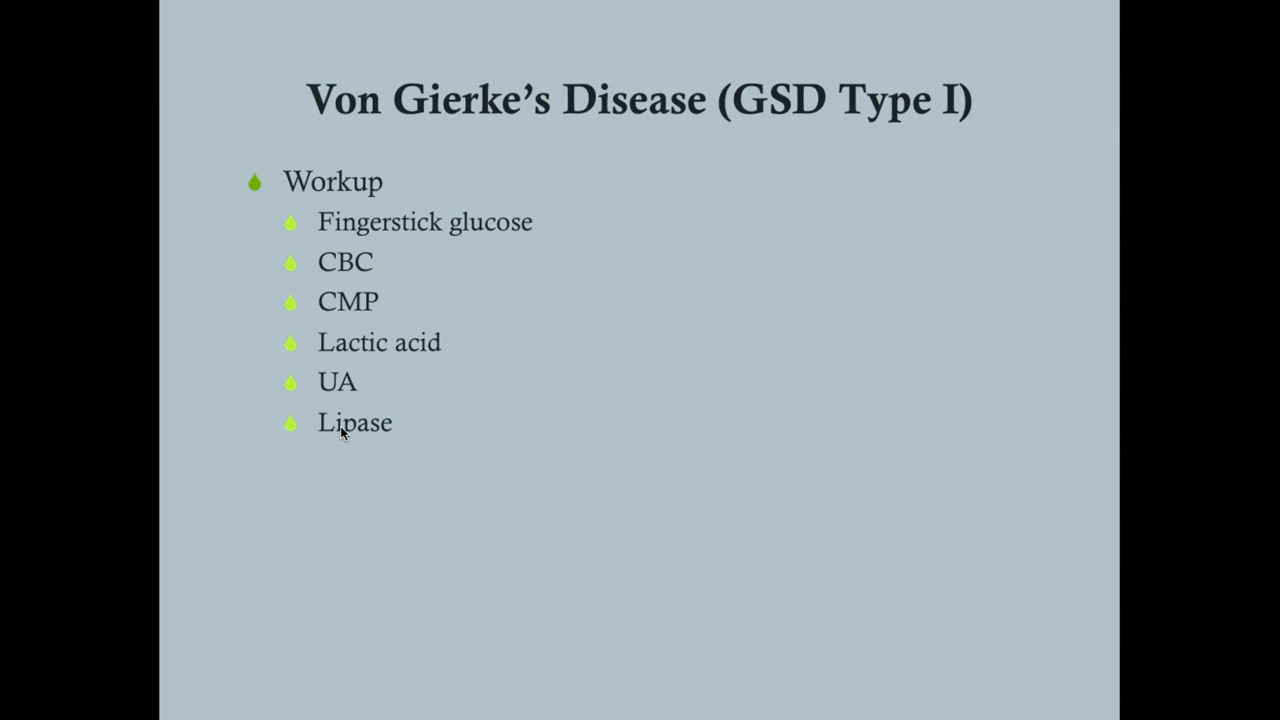 Von Gierke’s Disease (GSD Type I)
Workup
Fingerstick glucose
CBC
CMP
Lactic acid
UA
Lipase